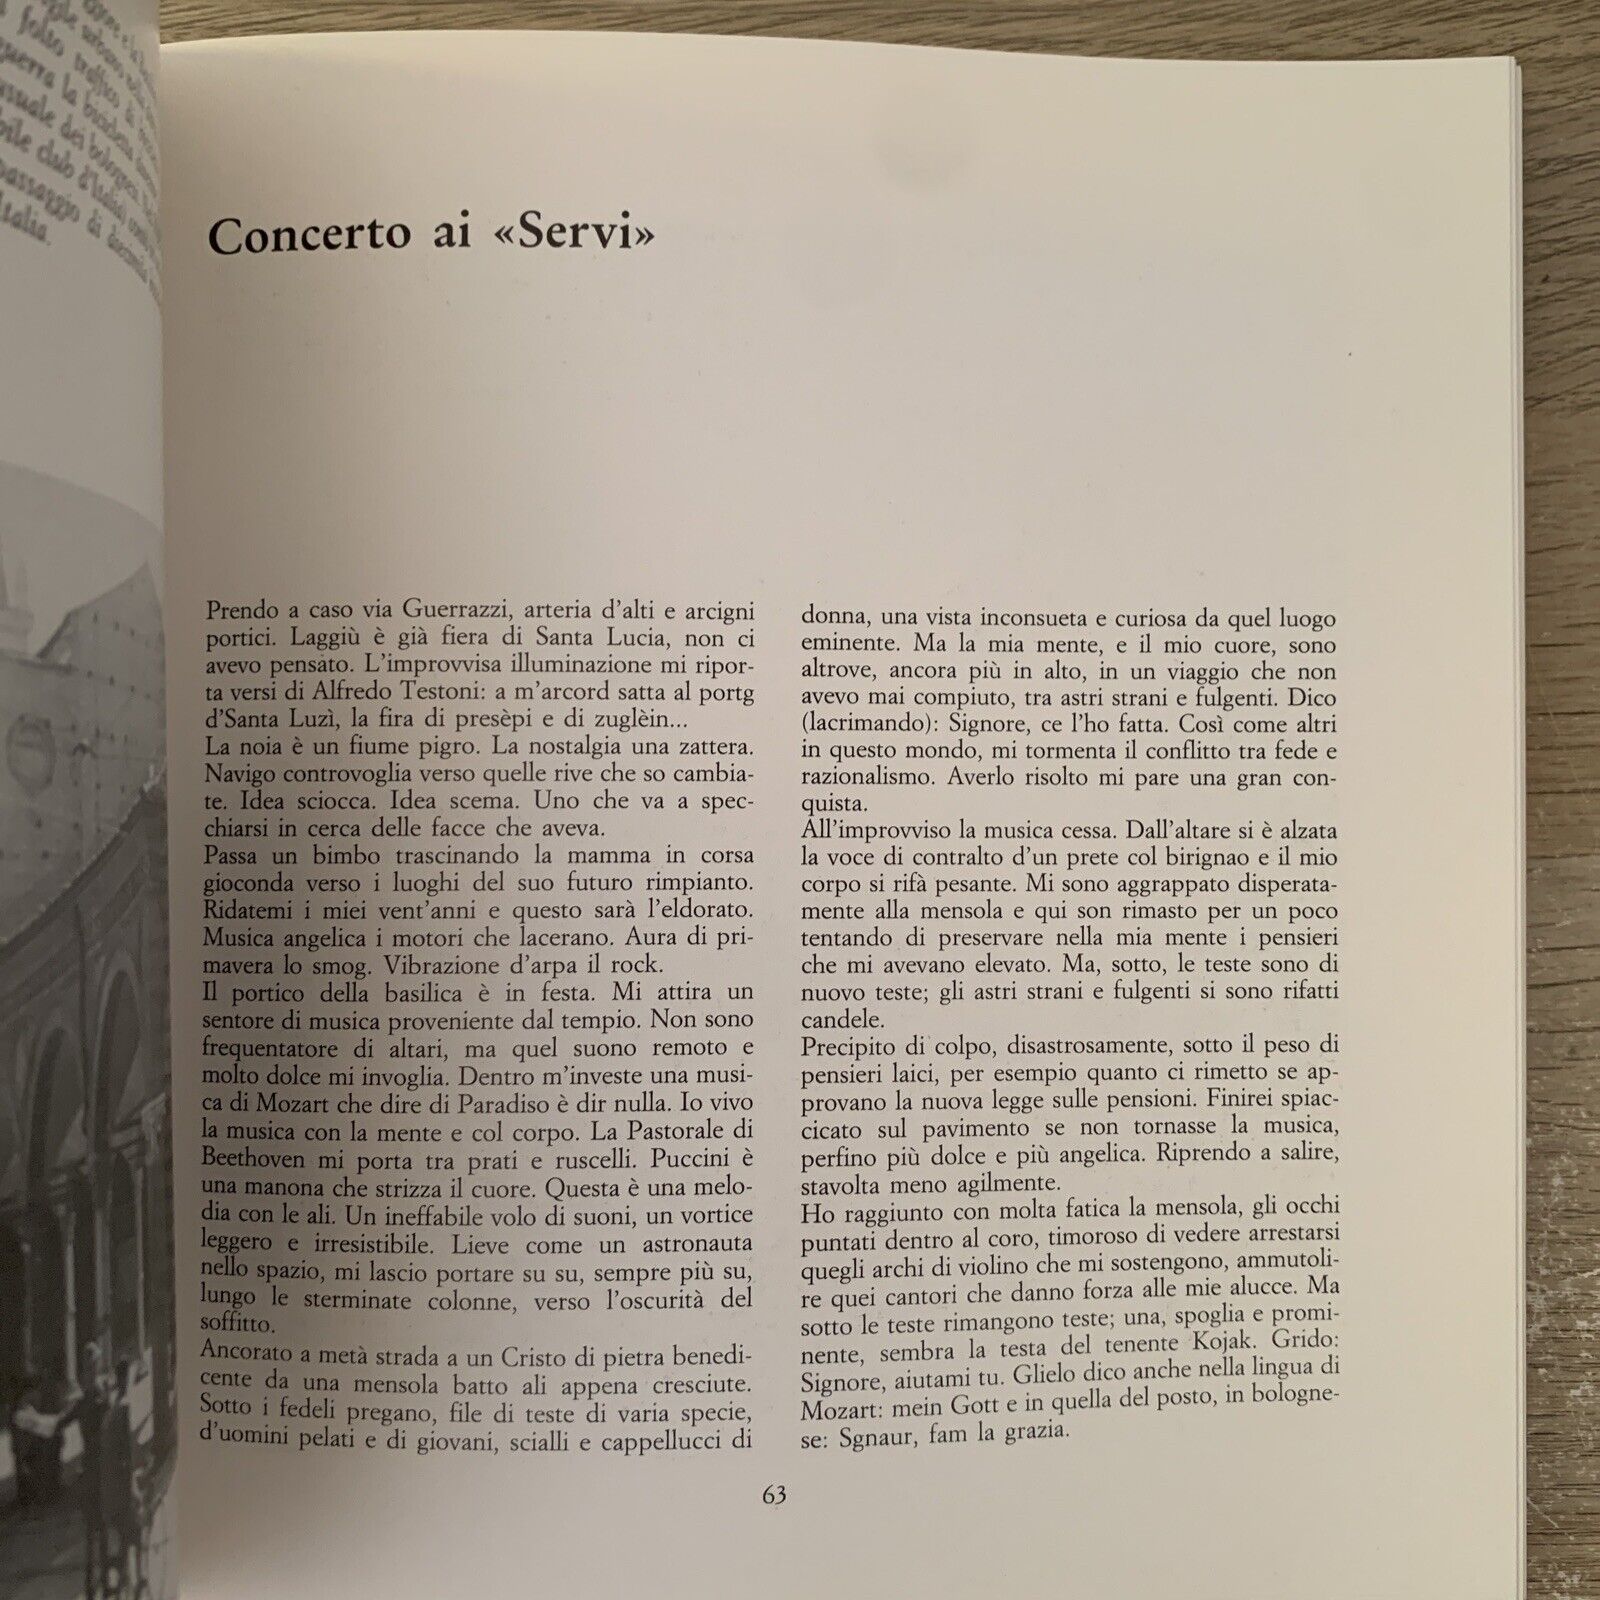 folto traffico di
guerra la bicicletta
dei bolognesi
club d'Italia
passaggio di
Italia.
Concerto ai «Servi»
Prendo a caso via Guerrazzi, arteria d'alti e arcigni
portici. Laggiù è già fiera di Santa Lucia, non ci
avevo pensato. L'improvvisa illuminazione mi ripor-
ta versi di Alfredo Testoni: a m'arcord satta al portg
d'Santa Luzì, la fira di presèpi e di zuglèin...
La noia è un fiume pigro. La nostalgia una zattera.
Navigo controvoglia verso quelle rive che so cambia-
te. Idea sciocca. Idea scema. Uno che va a spec-
chiarsi in cerca delle facce che aveva.
Passa un bimbo trascinando la mamma in corsa
gioconda verso i luoghi del suo futuro rimpianto.
Ridatemi i miei vent'anni e questo sarà l'eldorato.
Musica angelica i motori che lacerano. Aura di pri-
mavera lo smog. Vibrazione d'arpa il rock.
Il portico della basilica è in festa. Mi attira un
sentore di musica proveniente dal tempio. Non sono
frequentatore di altari, ma quel suono remoto e
molto dolce mi invoglia. Dentro m'investe una musi-
ca di Mozart che dire di Paradiso è dir nulla. Io vivo
la musica con la mente e col corpo. La Pastorale di
Beethoven mi porta tra prati e ruscelli. Puccini è
una manona che strizza il cuore. Questa è una melo-
dia con le ali. Un ineffabile volo di suoni, un vortice
leggero e irresistibile. Lieve come un astronauta
nello spazio, mi lascio portare su su, sempre più su,
lungo le sterminate colonne, verso l'oscurità del
soffitto.
Ancorato a metà strada a un Cristo di pietra benedi-
cente da una mensola batto ali appena cresciute.
Sotto i fedeli pregano, file di teste di varia specie,
d'uomini pelati e di giovani, scialli e cappellucci di
donna, una vista inconsueta e curiosa da quel luogo
eminente. Ma la mia mente, e il mio cuore, sono
altrove, ancora più in alto, in un viaggio che non
avevo mai compiuto, tra astri strani e fulgenti. Dico
(lacrimando): Signore, ce l'ho fatta. Così come altri
in questo mondo, mi tormenta il conflitto tra fede e
razionalismo. Averlo risolto mi pare una gran con-
quista.
All'improvviso la musica cessa. Dall'altare si è alzata
la voce di contralto d'un prete col birignao e il mio
corpo si rifà pesante. Mi sono aggrappato disperata-
mente alla mensola e qui son rimasto per un poco
tentando di preservare nella mia mente i pensieri
che mi avevano elevato. Ma, sotto, le teste sono di
nuovo teste; gli astri strani e fulgenti si sono rifatti
candele.
Precipito di colpo, disastrosamente, sotto il peso di
pensieri laici, per esempio quanto ci rimetto se ap-
provano la nuova legge sulle pensioni. Finirei spiac-
cicato sul pavimento se non tornasse la musica,
perfino più dolce e più angelica. Riprendo a salire,
stavolta meno agilmente.
Ho raggiunto con molta fatica la mensola, gli occhi
puntati dentro al coro, timoroso di vedere arrestarsi
quegli archi di violino che mi sostengono, ammutoli-
re quei cantori che danno forza alle mie alucce. Ma
sotto le teste rimangono teste; una, spoglia e promi-
nente, sembra la testa del tenente Kojak. Grido:
Signore, aiutami tu. Glielo dico anche nella lingua di
Mozart: mein Gott e in quella del posto, in bologne-
se: Sgnaur, fam la grazia.
63